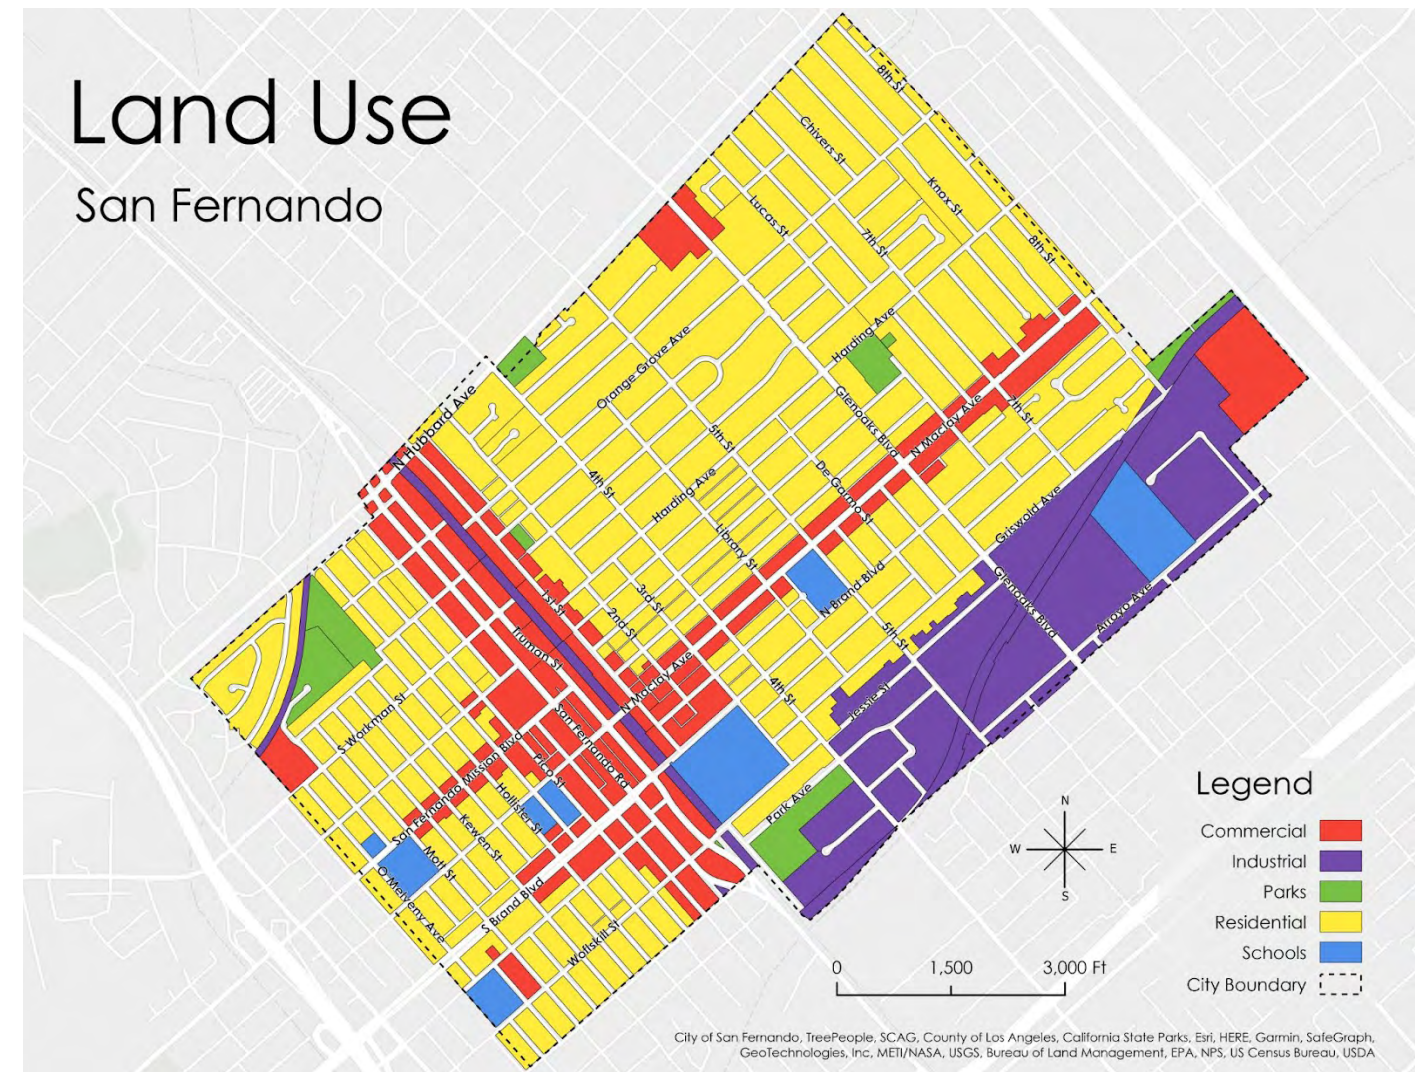 Land Use
San Fernando
8th St
Chivers St
Knox St
Lucas St
7th St
8th St
Harding Ave
Orange Grove Ave
Glenoaks Blvd
N Maclay Ave
7th St
N Hubbard Ave
5th St
4th St
De Garmo St
Harding Ave
Library St
Griswold Ave
N Brand Blvd
Glenoaks Blvd
Arroyo Ave
1st St
3rd St
2nd St
5th St
Truman St
N Maclay Ave
4th St
Jessie St
S Workman St
San Fernando Rd
San Fernando Mission Blvd
Pico St
Hollister St
Park Ave
Kewen St
Mott St
O Melveny Ave
S Brand Blvd
Wolfskill St
N
W
E
S
0
1,500
3,000 Ft
Legend
Commercial
Industrial
Parks
Residential
Schools
City Boundary
City of San Fernando, TreePeople, SCAG, County of Los Angeles, California State Parks, Esri, HERE, Garmin, SafeGraph,
GeoTechnologies, Inc, METI/NASA, USGS, Bureau of Land Management, EPA, NPS, US Census Bureau, USDA